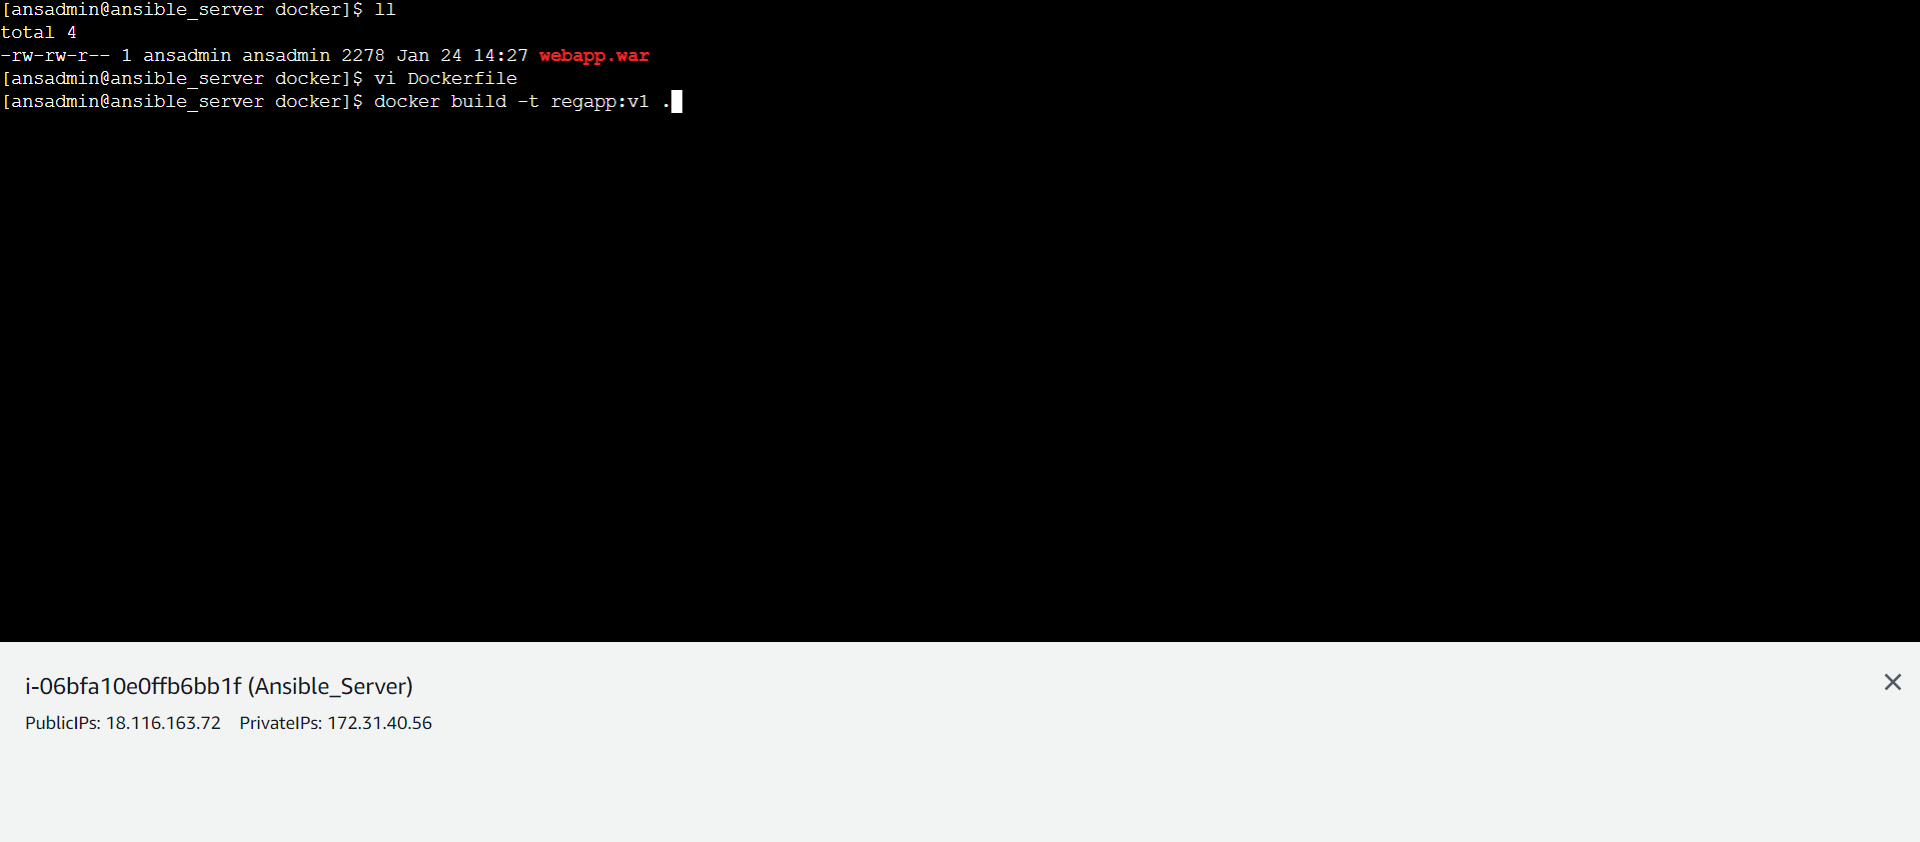 [ansadmin@ansible_server docker]$ ll
total 4
-rw-rw-r-- 1 ansadmin ansadmin 2278 Jan 24 14:27 webapp.war
[ansadmin@ansible_server docker]$ vi Dockerfile
[ansadmin@ansible_server docker]$ docker build -t regapp:v1 .
i-06bfa10e0ffb6bb1f (Ansible_Server)
PublicIPs: 18.116.163.72 PrivateIPs: 172.31.40.56